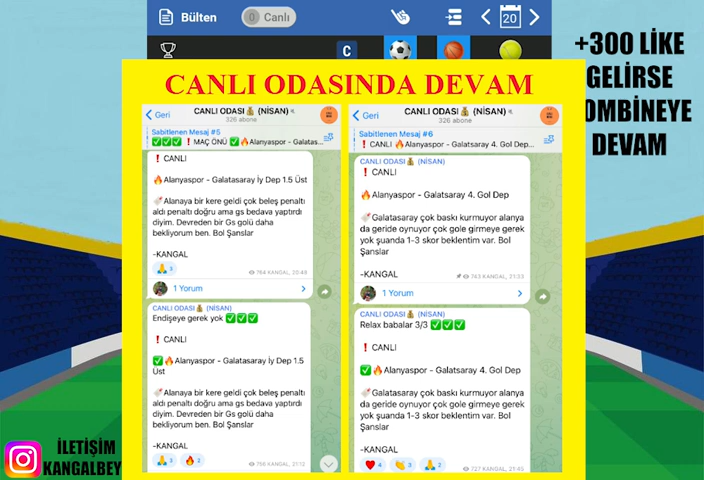 Bülten
0 Canlı
20
C
+300 LİKE
GELİRSE
OMBİNEYE
DEVAM
CANLI ODASINDA DEVAM
Geri
CANLI ODASI💰 (NİSAN)
326 abone
Sabitlenen Mesaj #5
✅✅✅ ❗MAÇ ÖNÜ ✅🔥Alanyaspor - Galatas...
❗CANLI
🔥Alanyaspor - Galatsaray İy Dep 1.5 Üst
🚀Alanaya bir kere geldi çok beleş penaltı
aldı penaltı doğru ama gs bedava yaptırdı
diyim. Devreden bir Gs golü daha
bekliyorum ben. Bol Şanslar
-KANGAL
🙏 3
784 KANGAL, 20:48
1 Yorum
CANLI ODASI💰 (NİSAN)
Endişeye gerek yok ✅✅✅
❗CANLI
✅🔥Alanyaspor - Galatsaray İy Dep 1.5
Üst
🚀Alanaya bir kere geldi çok beleş penaltı
aldı penaltı doğru ama gs bedava yaptırdı
diyim. Devreden bir Gs golü daha
bekliyorum ben. Bol Şanslar
-KANGAL
🙏 3 🔥 2
756 KANGAL, 21:12
Geri
CANLI ODASI💰 (NİSAN)
326 abone
Sabitlenen Mesaj #6
❗CANLI 🔥Alanyaspor - Galatsaray 4. Gol Dep...
CANLI ODASI💰 (NİSAN)
❗CANLI
🔥Alanyaspor - Galatsaray 4. Gol Dep
🚀Galatasaray çok baskı kurmuyor alanya
da geride oynuyor çok gole girmeye gerek
yok şuanda 1-3 skor beklentim var. Bol
Şanslar
-KANGAL
743 KANGAL, 21:33
1 Yorum
CANLI ODASI💰 (NİSAN)
Relax babalar 3/3 ✅✅✅
❗CANLI
✅🔥Alanyaspor - Galatsaray 4. Gol Dep
🚀Galatasaray çok baskı kurmuyor alanya
da geride oynuyor çok gole girmeye gerek
yok şuanda 1-3 skor beklentim var. Bol
Şanslar
-KANGAL
❤️ 4 👏 3 🙏 2
727 KANGAL, 21:45
İLETİŞİM
KANGALBEY